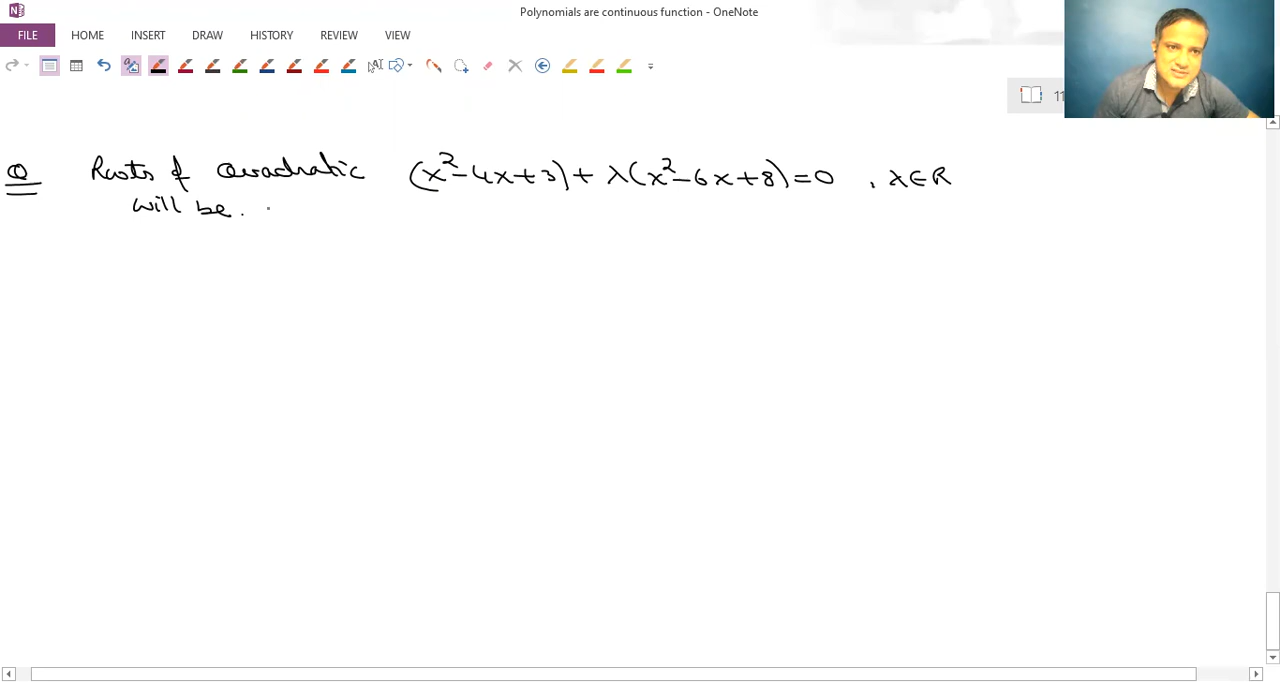 Polynomials are continuous function - OneNote
FILE HOME INSERT DRAW HISTORY REVIEW VIEW
11
Q Roots of Quadratic (x²-4x+3)+λ(x²-6x+8)=0 , λ∈R
will be.